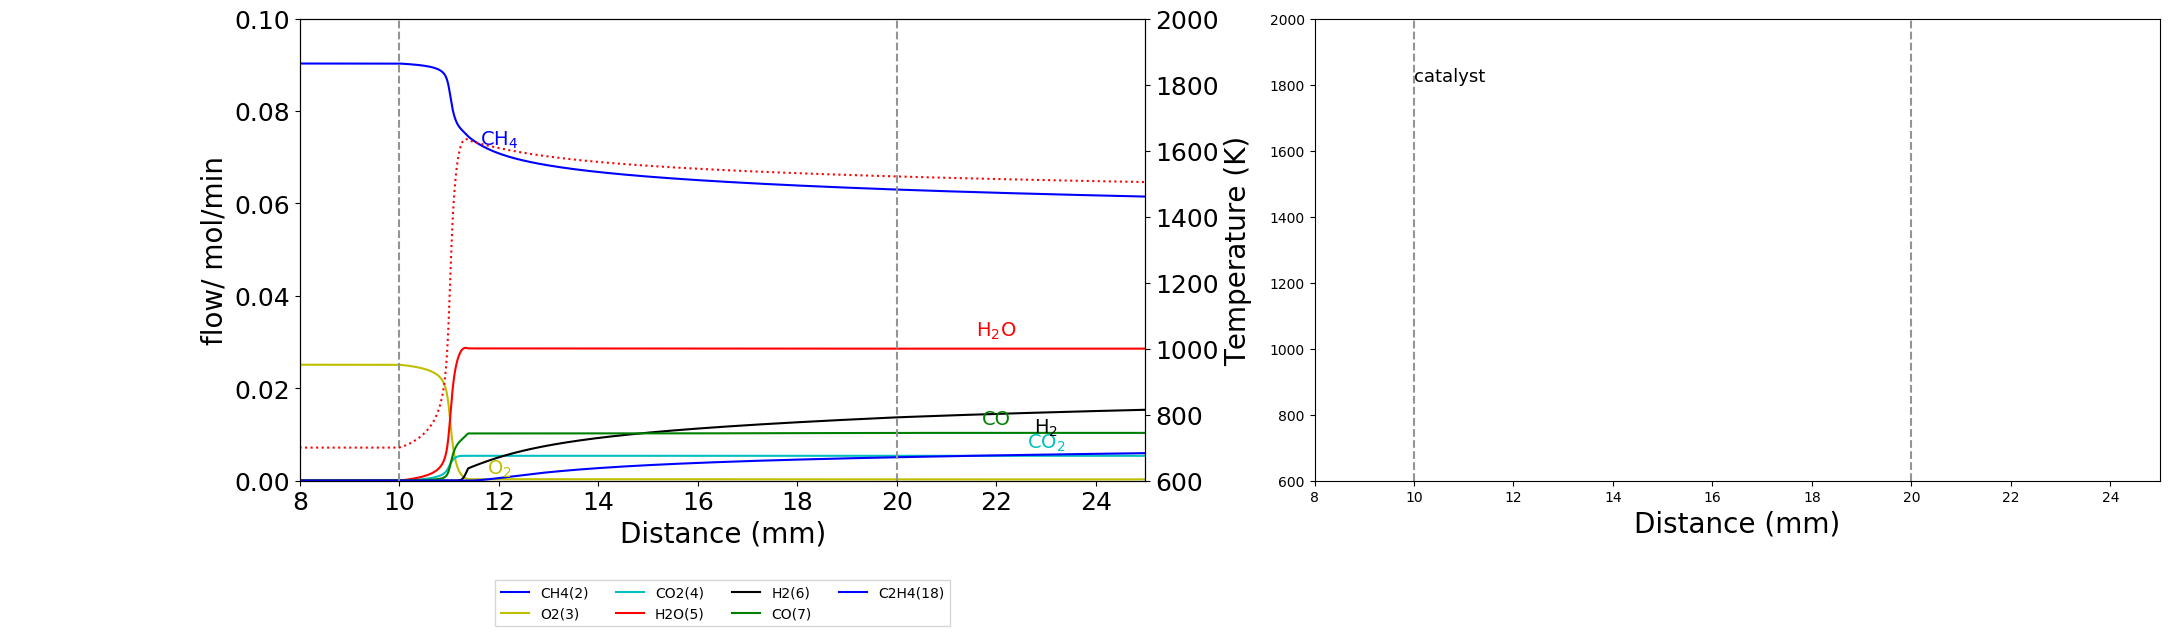 0.10
0.08
0.06
0.04
0.02
0.00
flow/ mol/min
8 10 12 14 16 18 20 22 24
Distance (mm)
2000
1800
1600
1400
1200
1000
800
600
Temperature (K)
CH₄
H₂O
CO
H₂
CO₂
O₂
CH4(2) CO2(4) H2(6) C2H4(18)
O2(3) H2O(5) CO(7)
2000
1800
1600
1400
1200
1000
800
600
catalyst
8 10 12 14 16 18 20 22 24
Distance (mm)